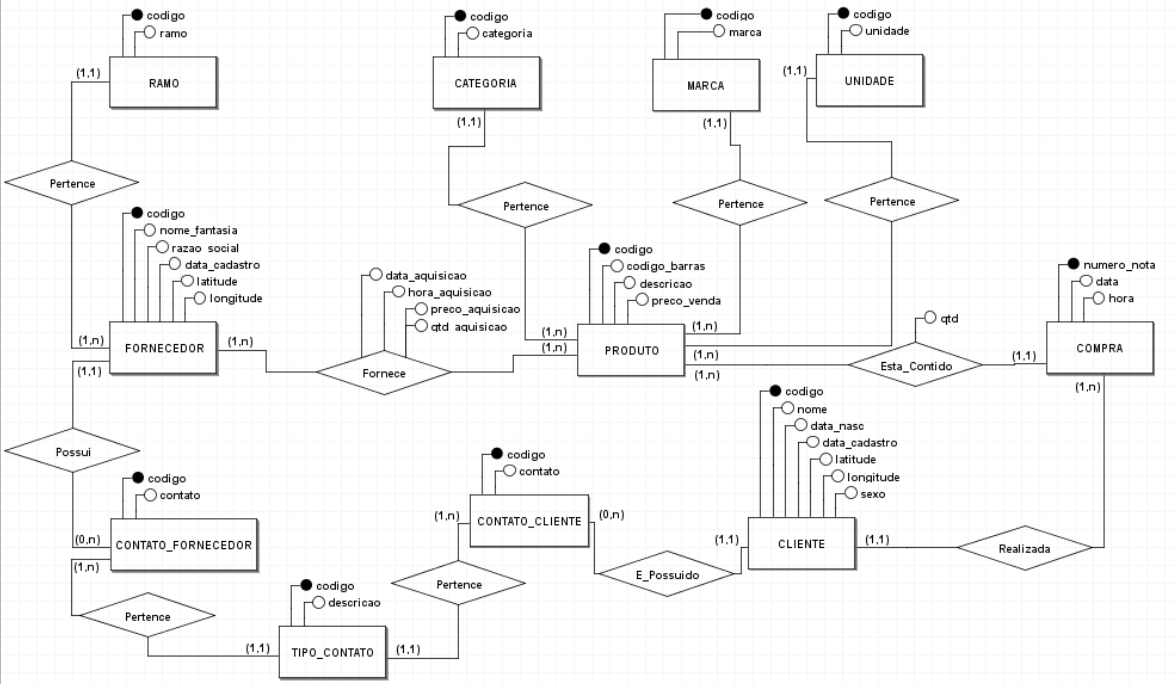 codigo
ramo
(1,1)
RAMO
codigo
categoria
CATEGORIA
(1,1)
codigo
marca
MARCA
(1,1)
codigo
unidade
(1,1)
UNIDADE
Pertence
Pertence
Pertence
Pertence
codigo
nome_fantasia
razao_social
data_cadastro
latitude
longitude
(1,n)
FORNECEDOR
(1,n)
(1,1)
data_aquisicao
hora_aquisicao
preco_aquisicao
qtd_aquisicao
Fornece
codigo
codigo_barras
descricao
preco_venda
(1,n)
(1,n)
PRODUTO
(1,n)
(1,n)
(1,n)
qtd
Esta_Contido
(1,1)
numero_nota
data
hora
COMPRA
(1,n)
Possui
codigo
contato
(0,n)
CONTATO_FORNECEDOR
(1,n)
codigo
contato
(1,n)
CONTATO_CLIENTE
(0,n)
codigo
nome
data_nasc
data_cadastro
latitude
longitude
sexo
(1,1)
CLIENTE
(1,1)
Realizada
E_Possuido
Pertence
Pertence
codigo
descricao
(1,1)
TIPO_CONTATO
(1,1)